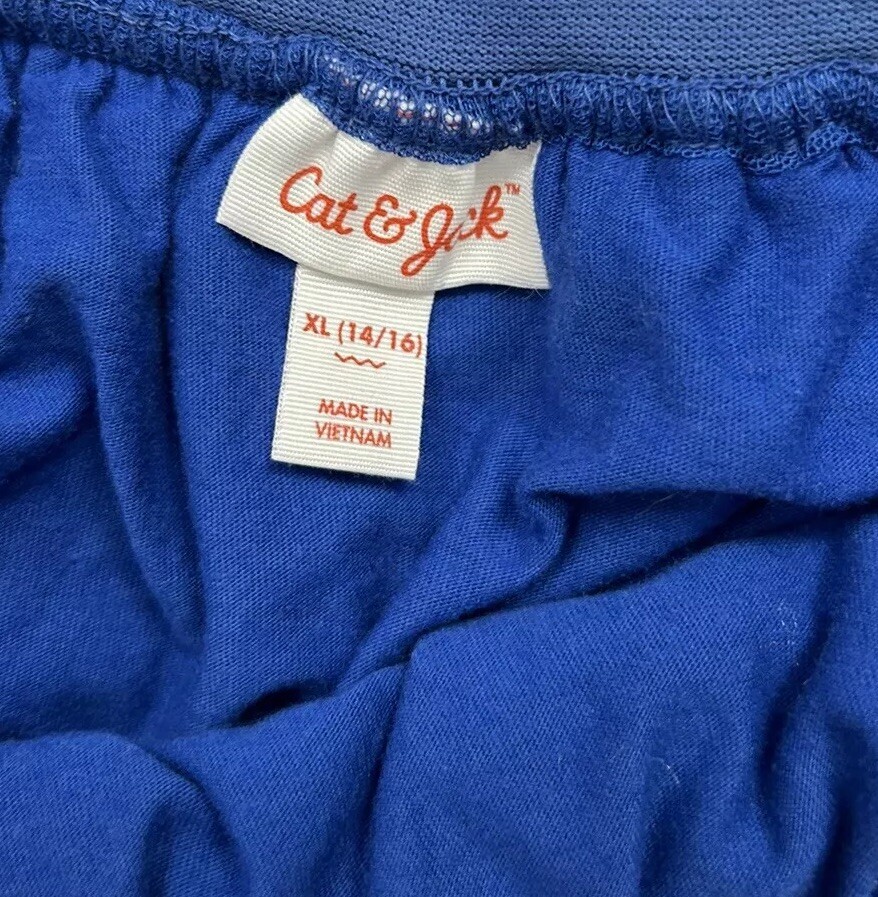 Cat & Jack™
XL (14/16)
MADE IN
VIETNAM